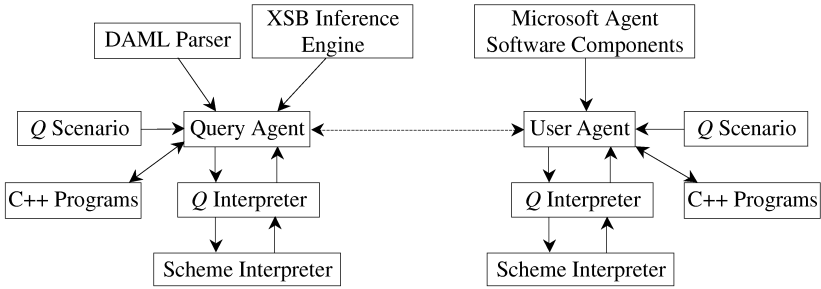 XSB Inference
Engine
Microsoft Agent
Software Components
DAML Parser
Q Scenario
Query Agent
User Agent
Q Scenario
C++ Programs
Q Interpreter
Q Interpreter
C++ Programs
Scheme Interpreter
Scheme Interpreter